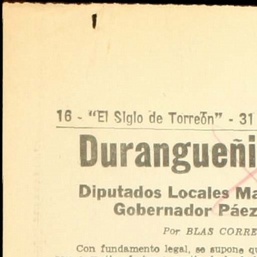 16 - "El Siglo de Torreón" - 31
Durangueñi
Diputados Locales Ma
Gobernador Páez
Por BLAS CORRE
Con fundamento legal, se supone qu